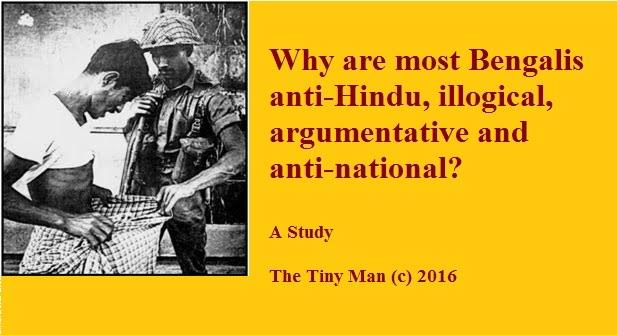 Why are most Bengalis
anti-Hindu, illogical,
argumentative and
anti-national?
A Study
The Tiny Man (c) 2016